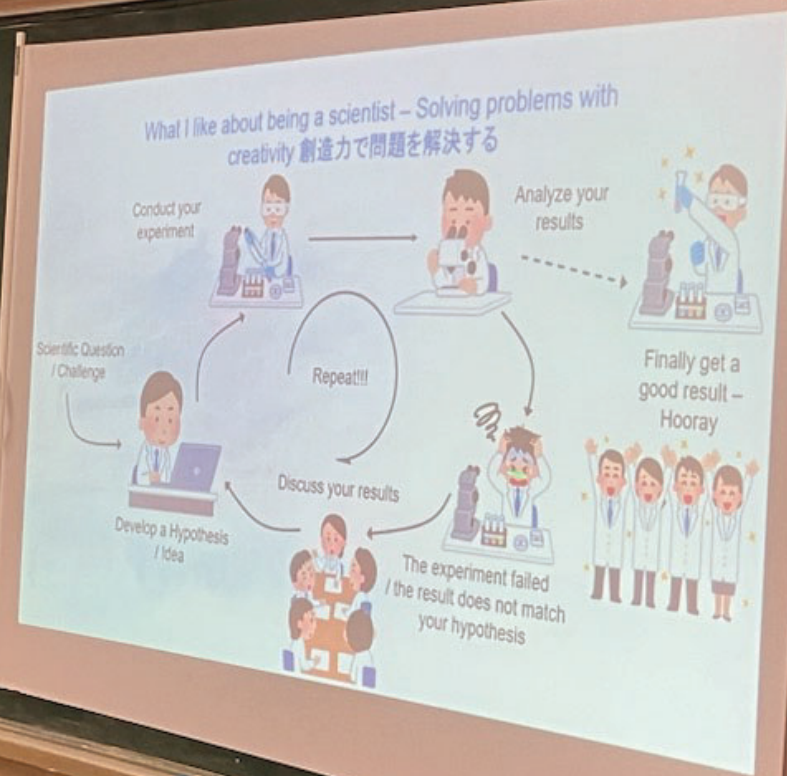 What I like about being a scientist – Solving problems with
creativity 創造力で問題を解決する
Conduct your
experiment
Analyze your
results
Scientific Question
/ Challenge
Repeat!!!
Finally get a
good result –
Hooray
Discuss your results
Develop a Hypothesis
/ Idea
The experiment failed
/ the result does not match
your hypothesis